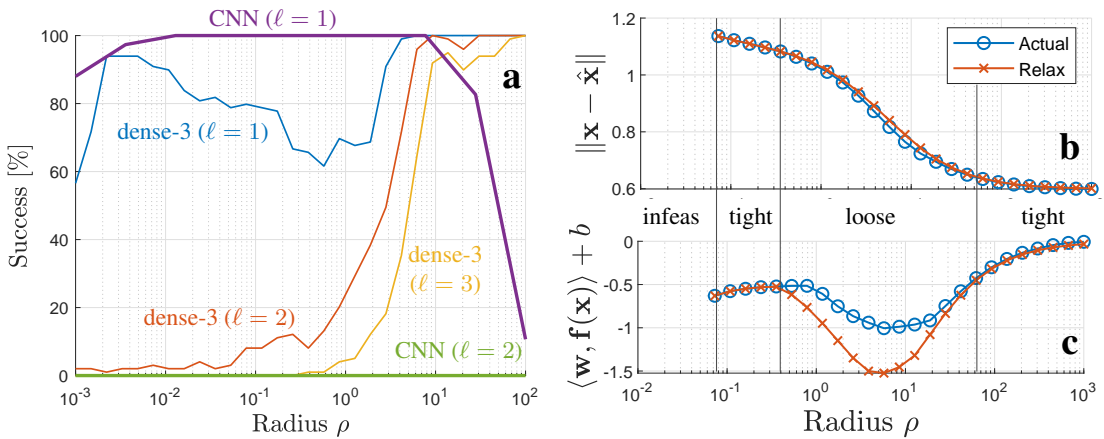 CNN (ℓ = 1)
100
80
60
40
20
0
Success [%]
a
dense-3 (ℓ = 1)
dense-3
(ℓ = 3)
dense-3 (ℓ = 2)
CNN (ℓ = 2)
10^-3
10^-2
10^-1
10^0
10^1
10^2
Radius ρ
1.2
1
0.8
0.6
‖x − x̂‖
Actual
Relax
b
infeas
tight
loose
tight
0
-0.5
-1
-1.5
⟨w, f(x)⟩ + b
c
10^-2
10^-1
10^0
10^1
10^2
10^3
Radius ρ